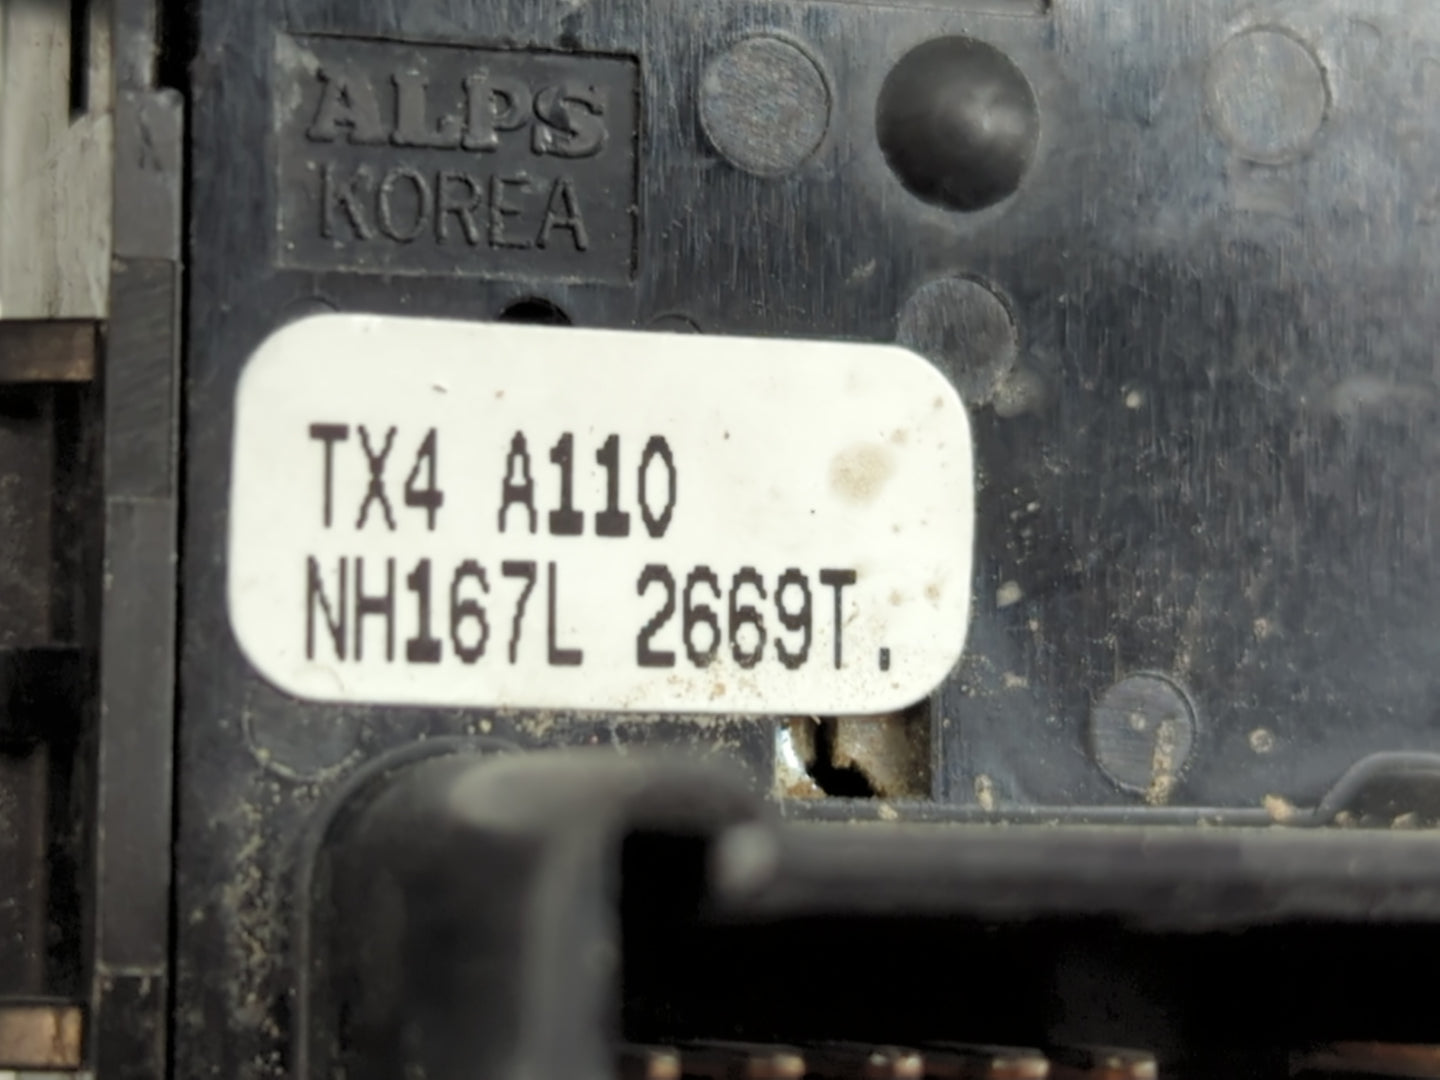 ALPS
KOREA
TX4 A110
NH167L 2669T.